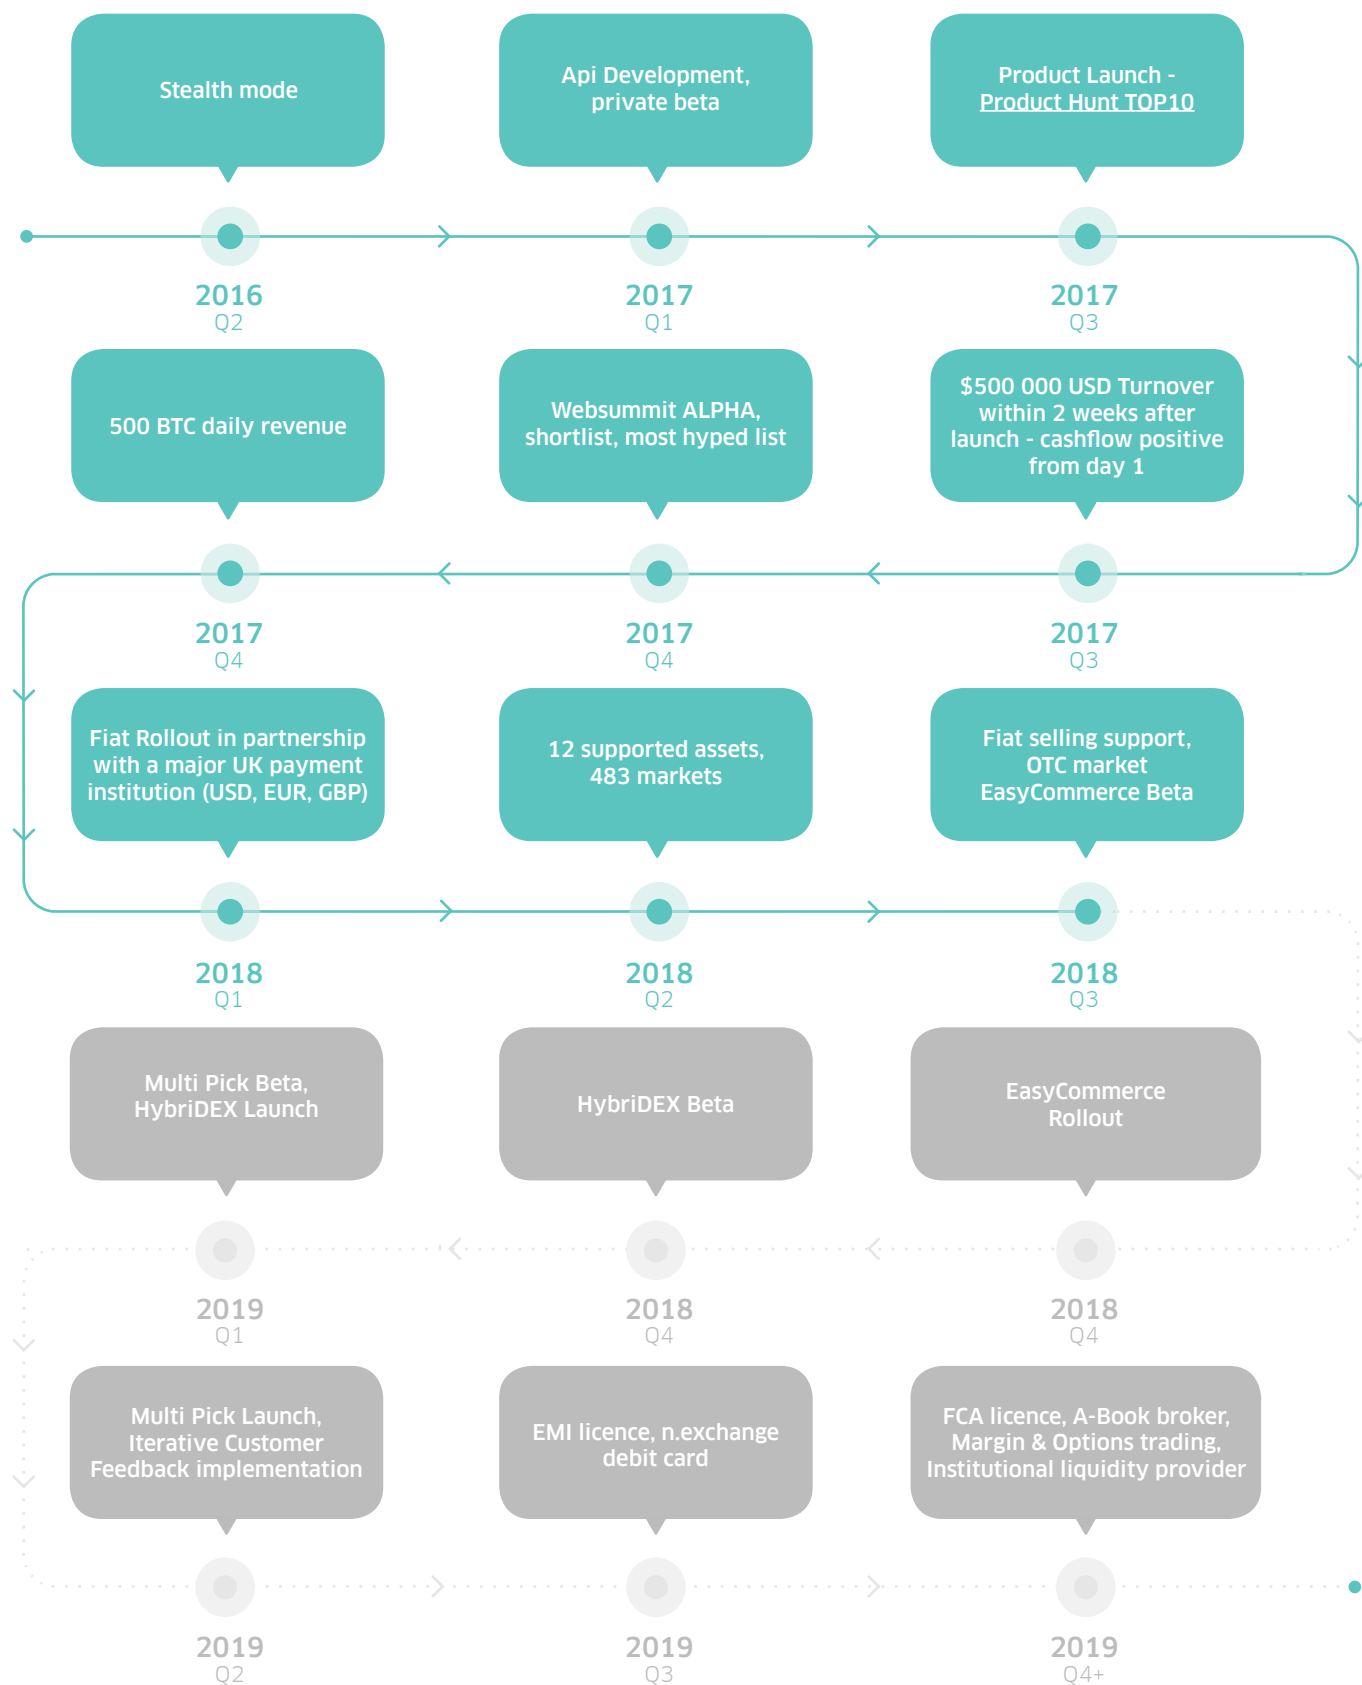 Stealth mode
Api Development,
private beta
Product Launch -
Product Hunt TOP10
2016
Q2
2017
Q1
2017
Q3
500 BTC daily revenue
Websummit ALPHA,
shortlist, most hyped list
$500 000 USD Turnover
within 2 weeks after
launch - cashflow positive
from day 1
2017
Q4
2017
Q4
2017
Q3
Fiat Rollout in partnership
with a major UK payment
institution (USD, EUR, GBP)
12 supported assets,
483 markets
Fiat selling support,
OTC market
EasyCommerce Beta
2018
Q1
2018
Q2
2018
Q3
Multi Pick Beta,
HybriDEX Launch
HybriDEX Beta
EasyCommerce
Rollout
2019
Q1
2018
Q4
2018
Q4
Multi Pick Launch,
Iterative Customer
Feedback implementation
EMI licence, n.exchange
debit card
FCA licence, A-Book broker,
Margin & Options trading,
Institutional liquidity provider
2019
Q2
2019
Q3
2019
Q4+